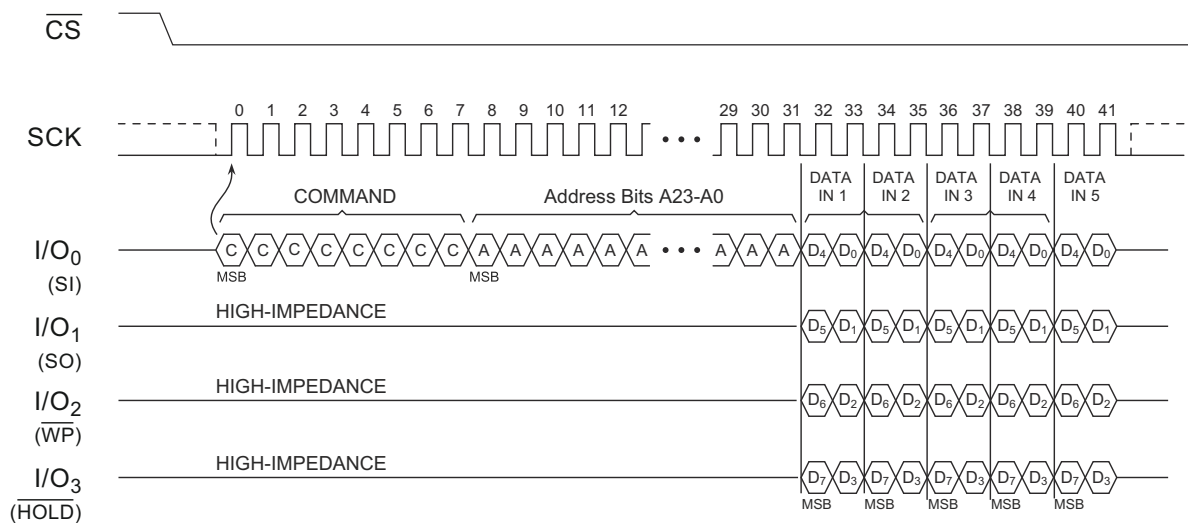 CS
SCK
0 1 2 3 4 5 6 7 8 9 10 11 12 29 30 31 32 33 34 35 36 37 38 39 40 41
COMMAND
Address Bits A23-A0
DATA IN 1
DATA IN 2
DATA IN 3
DATA IN 4
DATA IN 5
I/O0
(SI)
C C C C C C C C A A A A A A A A A D4 D0 D4 D0 D4 D0 D4 D0 D4 D0
MSB MSB
I/O1
(SO)
HIGH-IMPEDANCE
D5 D1 D5 D1 D5 D1 D5 D1 D5 D1
I/O2
(WP)
HIGH-IMPEDANCE
D6 D2 D6 D2 D6 D2 D6 D2 D6 D2
I/O3
(HOLD)
HIGH-IMPEDANCE
D7 D3 D7 D3 D7 D3 D7 D3 D7 D3
MSB MSB MSB MSB MSB